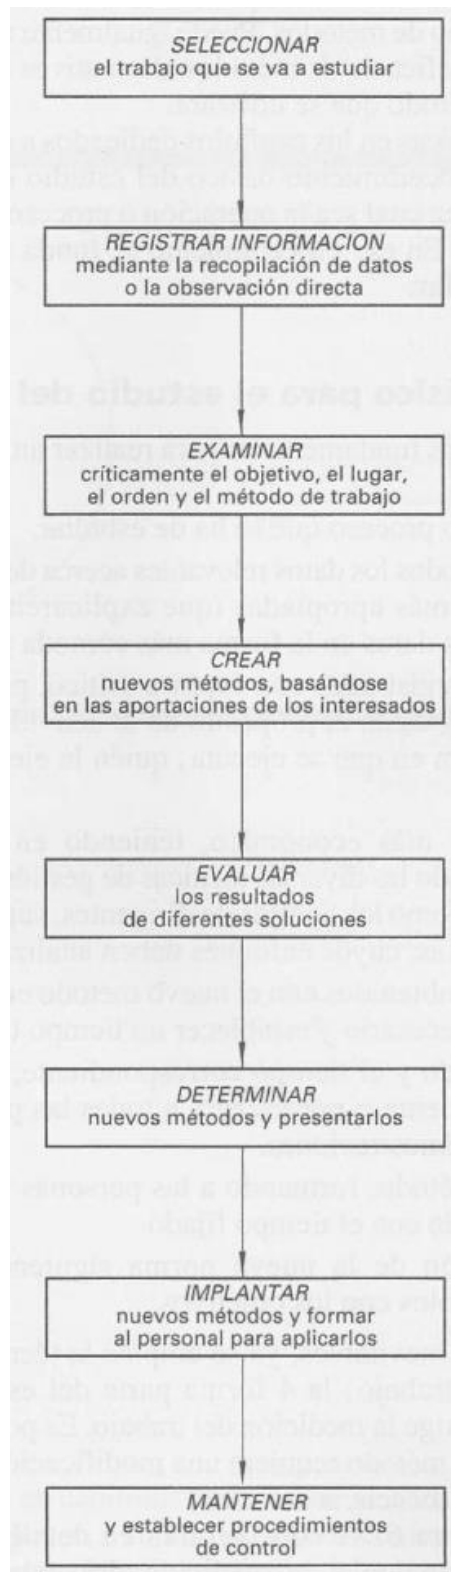 SELECCIONAR
el trabajo que se va a estudiar
REGISTRAR INFORMACION
mediante la recopilación de datos
o la observación directa
EXAMINAR
críticamente el objetivo, el lugar,
el orden y el método de trabajo
CREAR
nuevos métodos, basándose
en las aportaciones de los interesados
EVALUAR
los resultados
de diferentes soluciones
DETERMINAR
nuevos métodos y presentarlos
IMPLANTAR
nuevos métodos y formar
al personal para aplicarlos
MANTENER
y establecer procedimientos
de control